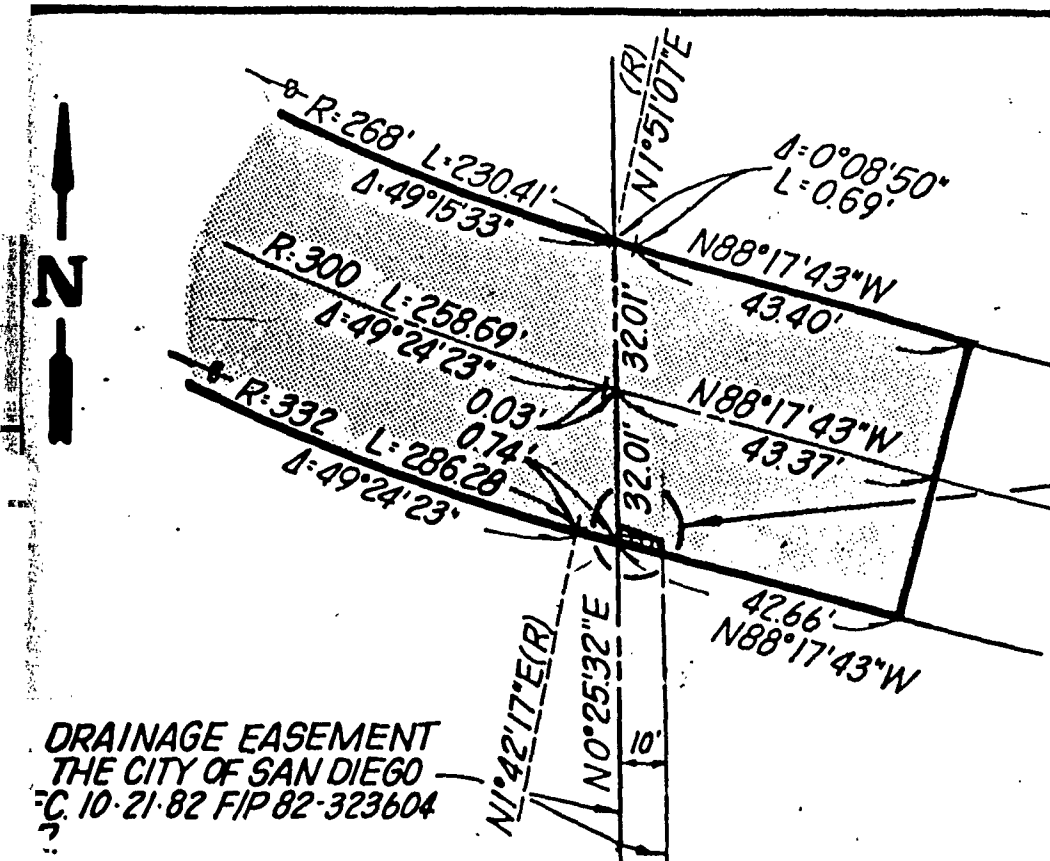 (R)
N1°51'07"E
Δ=0°08'50"
L=0.69'
R=268' L=230.41'
Δ=49°15'33"
N88°17'43"W
43.40'
N
R=300 L=258.69'
Δ=49°24'23"
32.01'
N88°17'43"W
43.37'
0.03'
0.74'
R=332 L=286.28
Δ=49°24'23"
32.01'
42.66'
N88°17'43"W
N1°42'17"E(R)
N0°25'32"E
10'
DRAINAGE EASEMENT
THE CITY OF SAN DIEGO
C. 10·21·82 F/P 82-323604